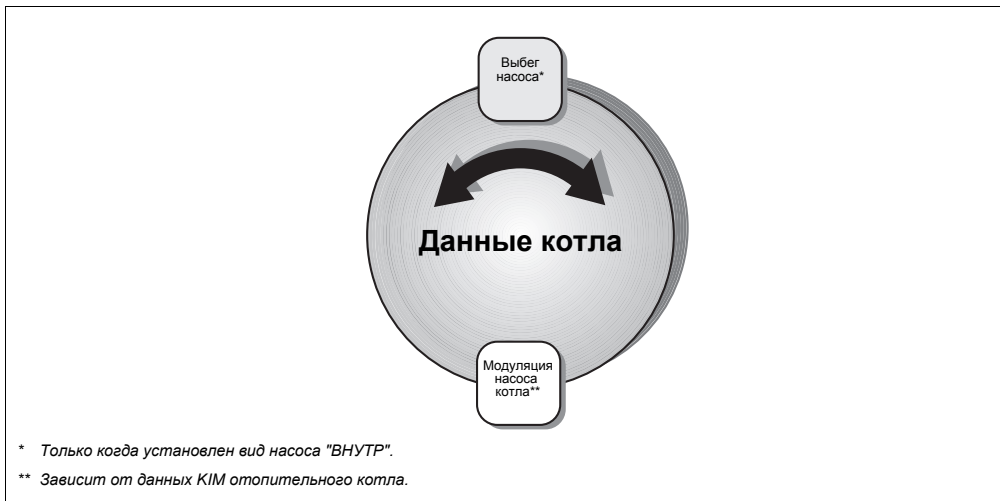 Выбег
насоса*
Данные котла
Модуляция
насоса
котла**
* Только когда установлен вид насоса "ВНУТР".
** Зависит от данных KIM отопительного котла.